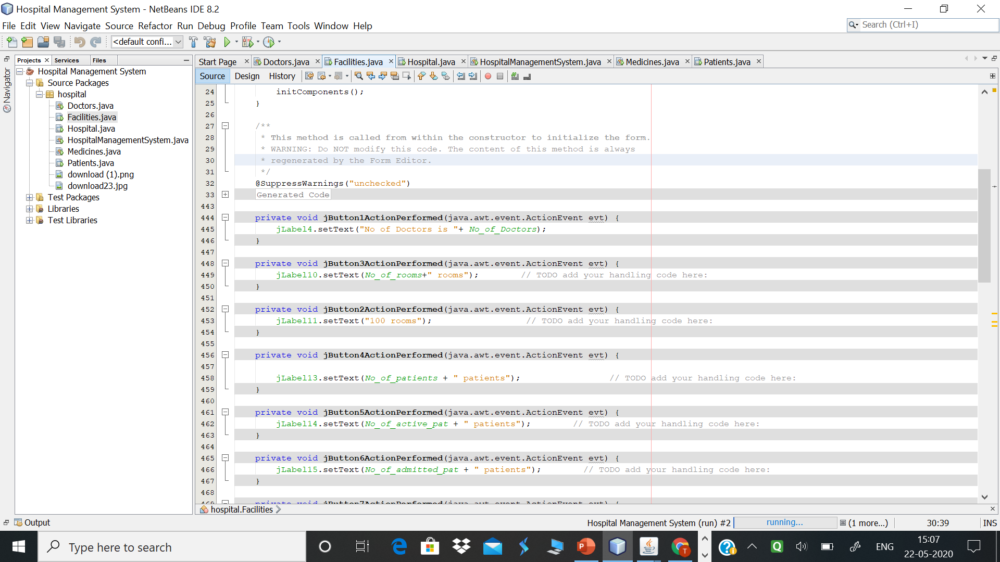 Hospital Management System - NetBeans IDE 8.2
File Edit View Navigate Source Refactor Run Debug Profile Team Tools Window Help
Search (Ctrl+I)
<default confi...
Projects Services Files
Navigator
Hospital Management System
Source Packages
hospital
Doctors.java
Facilities.java
Hospital.java
HospitalManagementSystem.java
Medicines.java
Patients.java
download (1).png
download23.jpg
Test Packages
Libraries
Test Libraries
Start Page Doctors.java Facilities.java Hospital.java HospitalManagementSystem.java Medicines.java Patients.java
Source Design History
24 initComponents();
25 }
26
27 /**
28 * This method is called from within the constructor to initialize the form.
29 * WARNING: Do NOT modify this code. The content of this method is always
30 * regenerated by the Form Editor.
31 */
32 @SuppressWarnings("unchecked")
33 Generated Code
443
444 private void jButton1ActionPerformed(java.awt.event.ActionEvent evt) {
445 jLabel4.setText("No of Doctors is "+ No_of_Doctors);
446 }
447
448 private void jButton3ActionPerformed(java.awt.event.ActionEvent evt) {
449 jLabel10.setText(No_of_rooms+" rooms"); // TODO add your handling code here:
450 }
451
452 private void jButton2ActionPerformed(java.awt.event.ActionEvent evt) {
453 jLabel11.setText("100 rooms"); // TODO add your handling code here:
454 }
455
456 private void jButton4ActionPerformed(java.awt.event.ActionEvent evt) {
457
458 jLabel13.setText(No_of_patients + " patients"); // TODO add your handling code here:
459 }
460
461 private void jButton5ActionPerformed(java.awt.event.ActionEvent evt) {
462 jLabel14.setText(No_of_active_pat + " patients"); // TODO add your handling code here:
463 }
464
465 private void jButton6ActionPerformed(java.awt.event.ActionEvent evt) {
466 jLabel15.setText(No_of_admitted_pat + " patients"); // TODO add your handling code here:
467 }
468
469 private void jButton7ActionPerformed(java.awt.event.ActionEvent evt) {
hospital.Facilities
Output
Hospital Management System (run) #2 running... (1 more...) 30:39 INS
Type here to search
ENG
15:07
22-05-2020